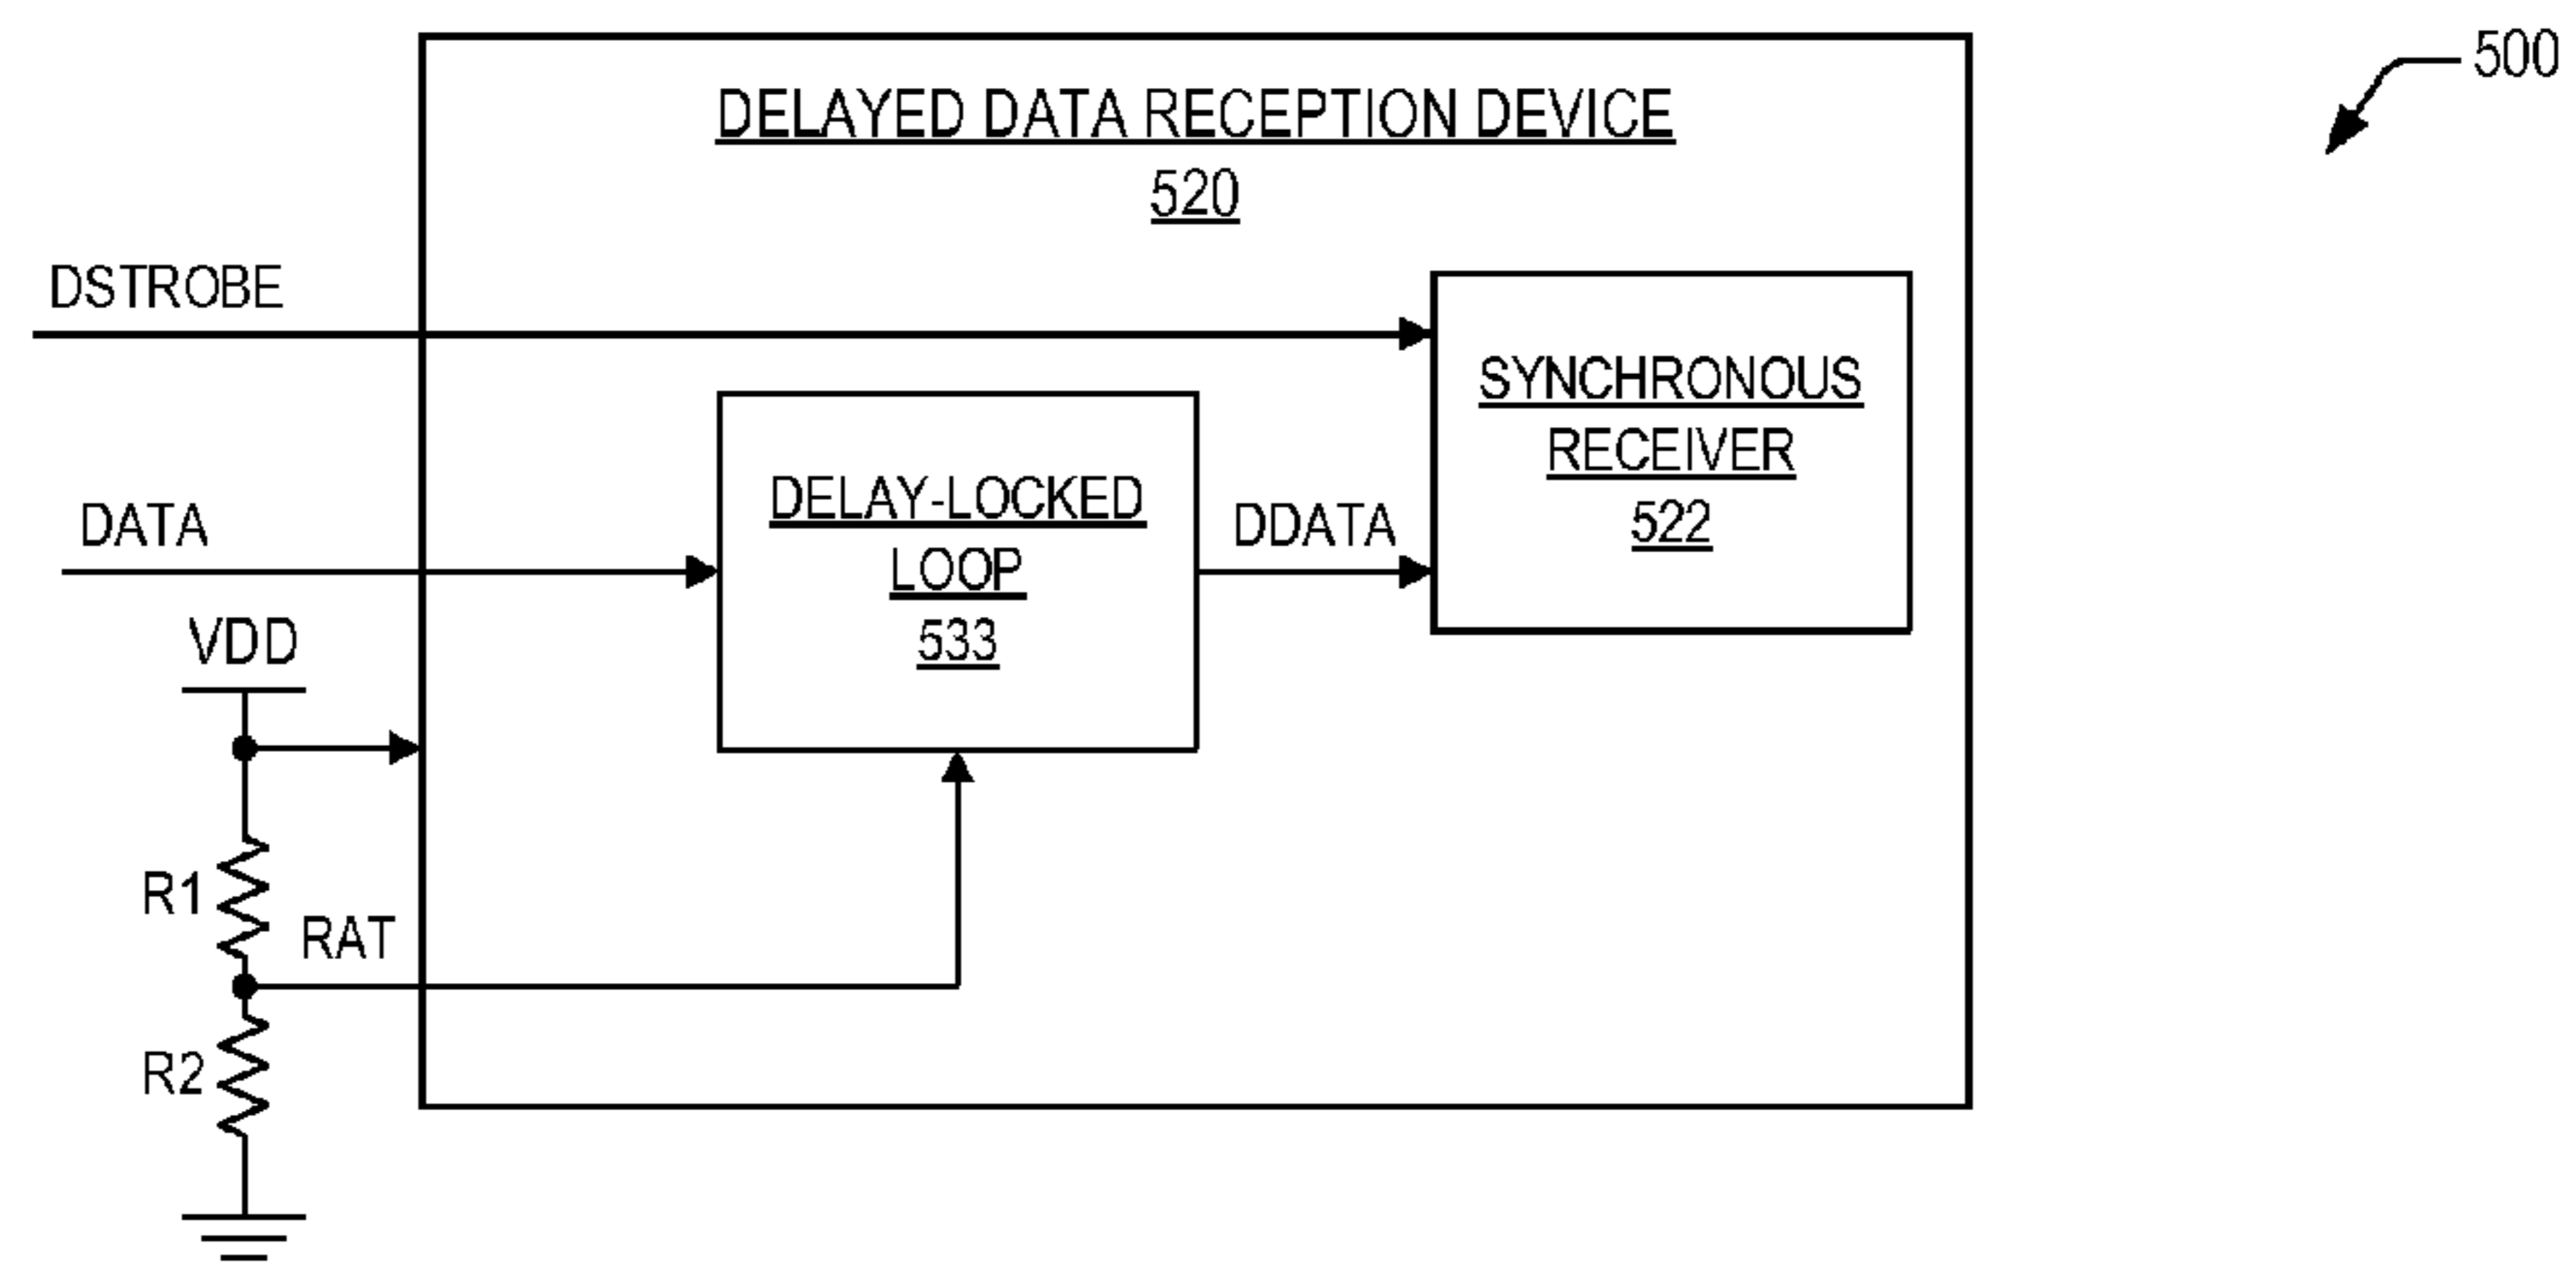 500
DELAYED DATA RECEPTION DEVICE
520
DSTROBE
SYNCHRONOUS
RECEIVER
522
DATA
DELAY-LOCKED
LOOP
533
DDATA
VDD
R1
RAT
R2